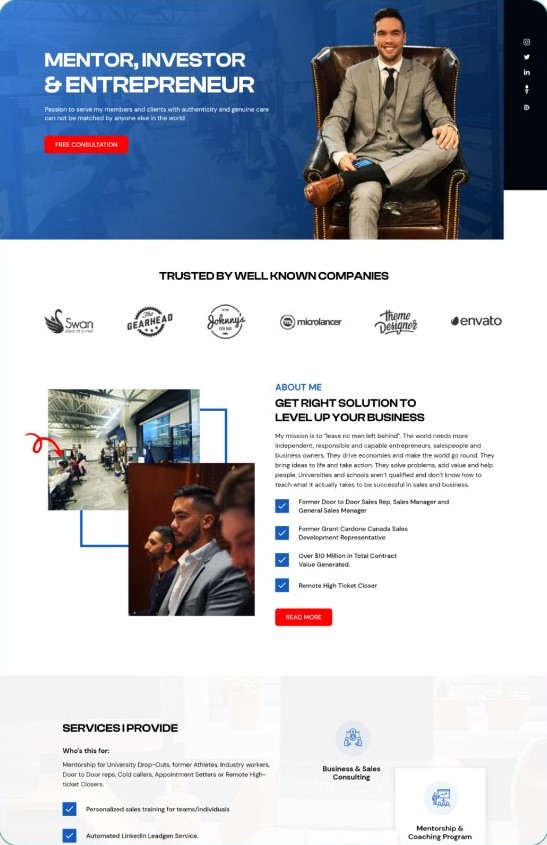 MENTOR, INVESTOR
& ENTREPRENEUR
Passion to serve my members and clients with authenticity and genuine care
can not be matched by anyone else in the world
FREE CONSULTATION
TRUSTED BY WELL KNOWN COMPANIES
Swan
The
GEARHEAD
Johnny's
microlancer
theme
Designer
envato
ABOUT ME
GET RIGHT SOLUTION TO
LEVEL UP YOUR BUSINESS
My mission is to "leave no man left behind". The world needs more
independent, responsible and capable entrepreneurs, salespeople and
business owners. They drive economies and make the world go round. They
bring ideas to life and take action. They solve problems, add value and help
people. Universities and schools aren't qualified and don't know how to
teach what it actually takes to be successful in sales and business.
Former Door to Door Sales Rep, Sales Manager and
General Sales Manager
Former Grant Cardone Canada Sales
Development Representative
Over $10 Million in Total Contract
Value Generated.
Remote High Ticket Closer
READ MORE
SERVICES I PROVIDE
Who's this for:
Mentorship for University Drop-Outs, former Athletes, Industry workers,
Door to Door reps, Cold callers, Appointment Setters or Remote High-
ticket Closers.
Personalized sales training for teams/individuals
Automated LinkedIn Leadgen Service.
Business & Sales
Consulting
Mentorship &
Coaching Program